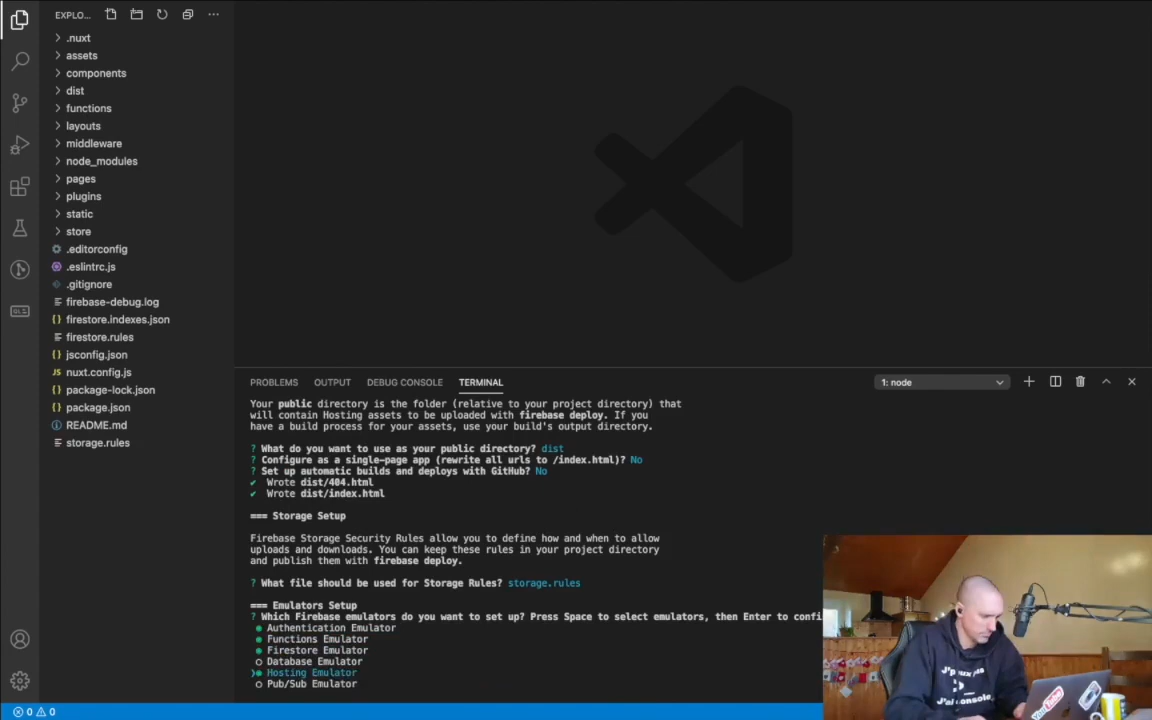 EXPLO...
.nuxt
assets
components
dist
functions
layouts
middleware
node_modules
pages
plugins
static
store
.editorconfig
.eslintrc.js
.gitignore
firebase-debug.log
firestore.indexes.json
firestore.rules
jsconfig.json
nuxt.config.js
package-lock.json
package.json
README.md
storage.rules
PROBLEMS OUTPUT DEBUG CONSOLE TERMINAL 1: node
Your public directory is the folder (relative to your project directory) that
will contain Hosting assets to be uploaded with firebase deploy. If you
have a build process for your assets, use your build's output directory.
? What do you want to use as your public directory? dist
? Configure as a single-page app (rewrite all urls to /index.html)? No
? Set up automatic builds and deploys with GitHub? No
✔ Wrote dist/404.html
✔ Wrote dist/index.html
=== Storage Setup
Firebase Storage Security Rules allow you to define how and when to allow
uploads and downloads. You can keep these rules in your project directory
and publish them with firebase deploy.
? What file should be used for Storage Rules? storage.rules
=== Emulators Setup
? Which Firebase emulators do you want to set up? Press Space to select emulators, then Enter to confi
◉ Authentication Emulator
◉ Functions Emulator
◉ Firestore Emulator
◯ Database Emulator
❯◉ Hosting Emulator
◯ Pub/Sub Emulator
0 0
J'ai console.
YouTube